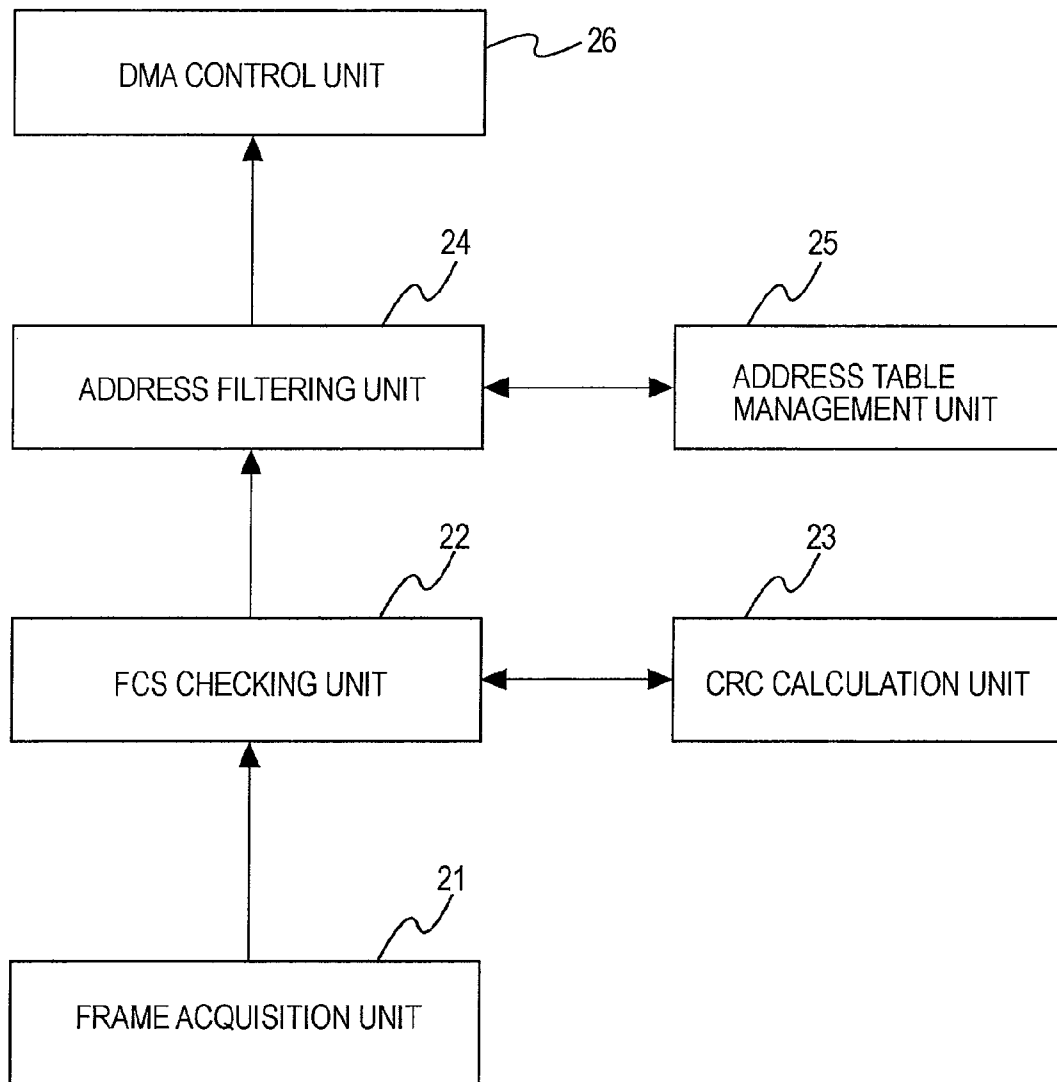 26
DMA CONTROL UNIT
24
25
ADDRESS FILTERING UNIT
ADDRESS TABLE
MANAGEMENT UNIT
22
23
FCS CHECKING UNIT
CRC CALCULATION UNIT
21
FRAME ACQUISITION UNIT